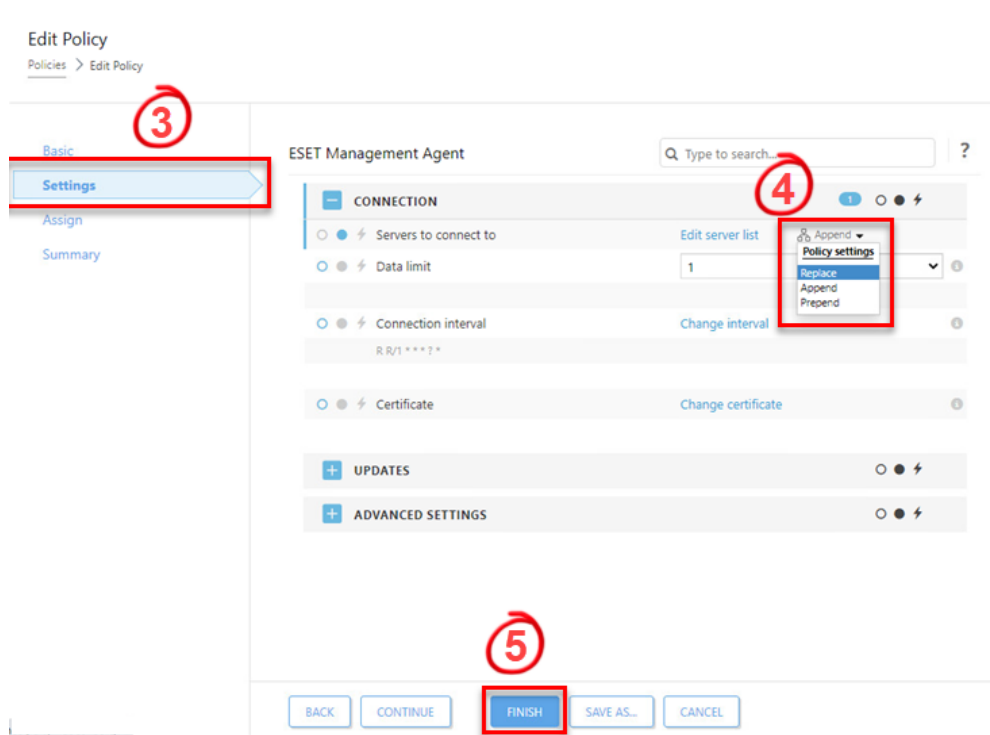 Edit Policy
Policies > Edit Policy
3
Basic
Settings
Assign
Summary
ESET Management Agent
Type to search...
?
4
CONNECTION
1
Servers to connect to
Edit server list
Append
Policy settings
Replace
Append
Prepend
Data limit
1
Connection interval
Change interval
R R/1 * * * ? *
Certificate
Change certificate
UPDATES
ADVANCED SETTINGS
5
BACK
CONTINUE
FINISH
SAVE AS...
CANCEL